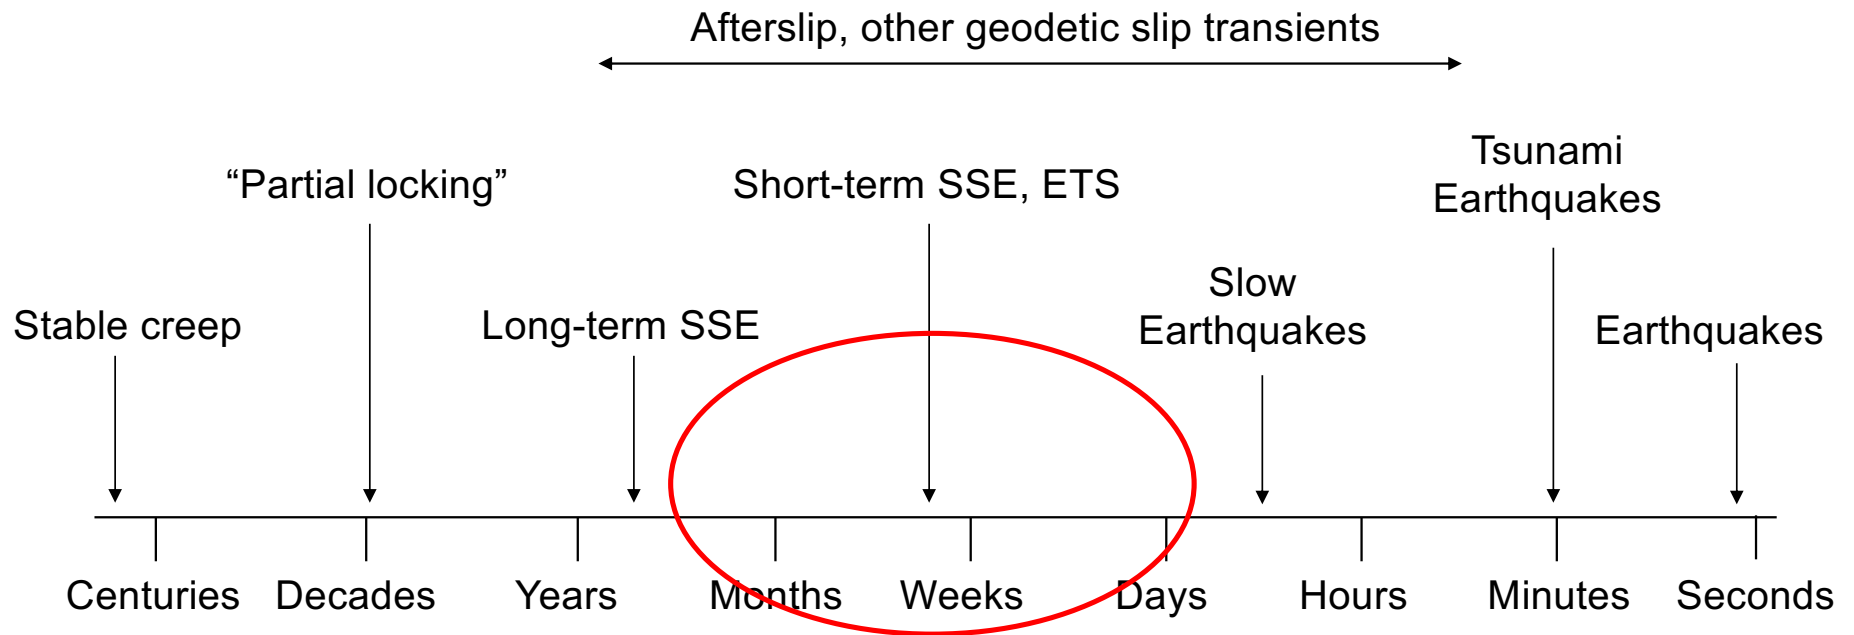 Afterslip, other geodetic slip transients
Tsunami
Earthquakes
“Partial locking”
Short-term SSE, ETS
Slow
Earthquakes
Stable creep
Long-term SSE
Earthquakes
Centuries
Decades
Years
Months
Weeks
Days
Hours
Minutes
Seconds